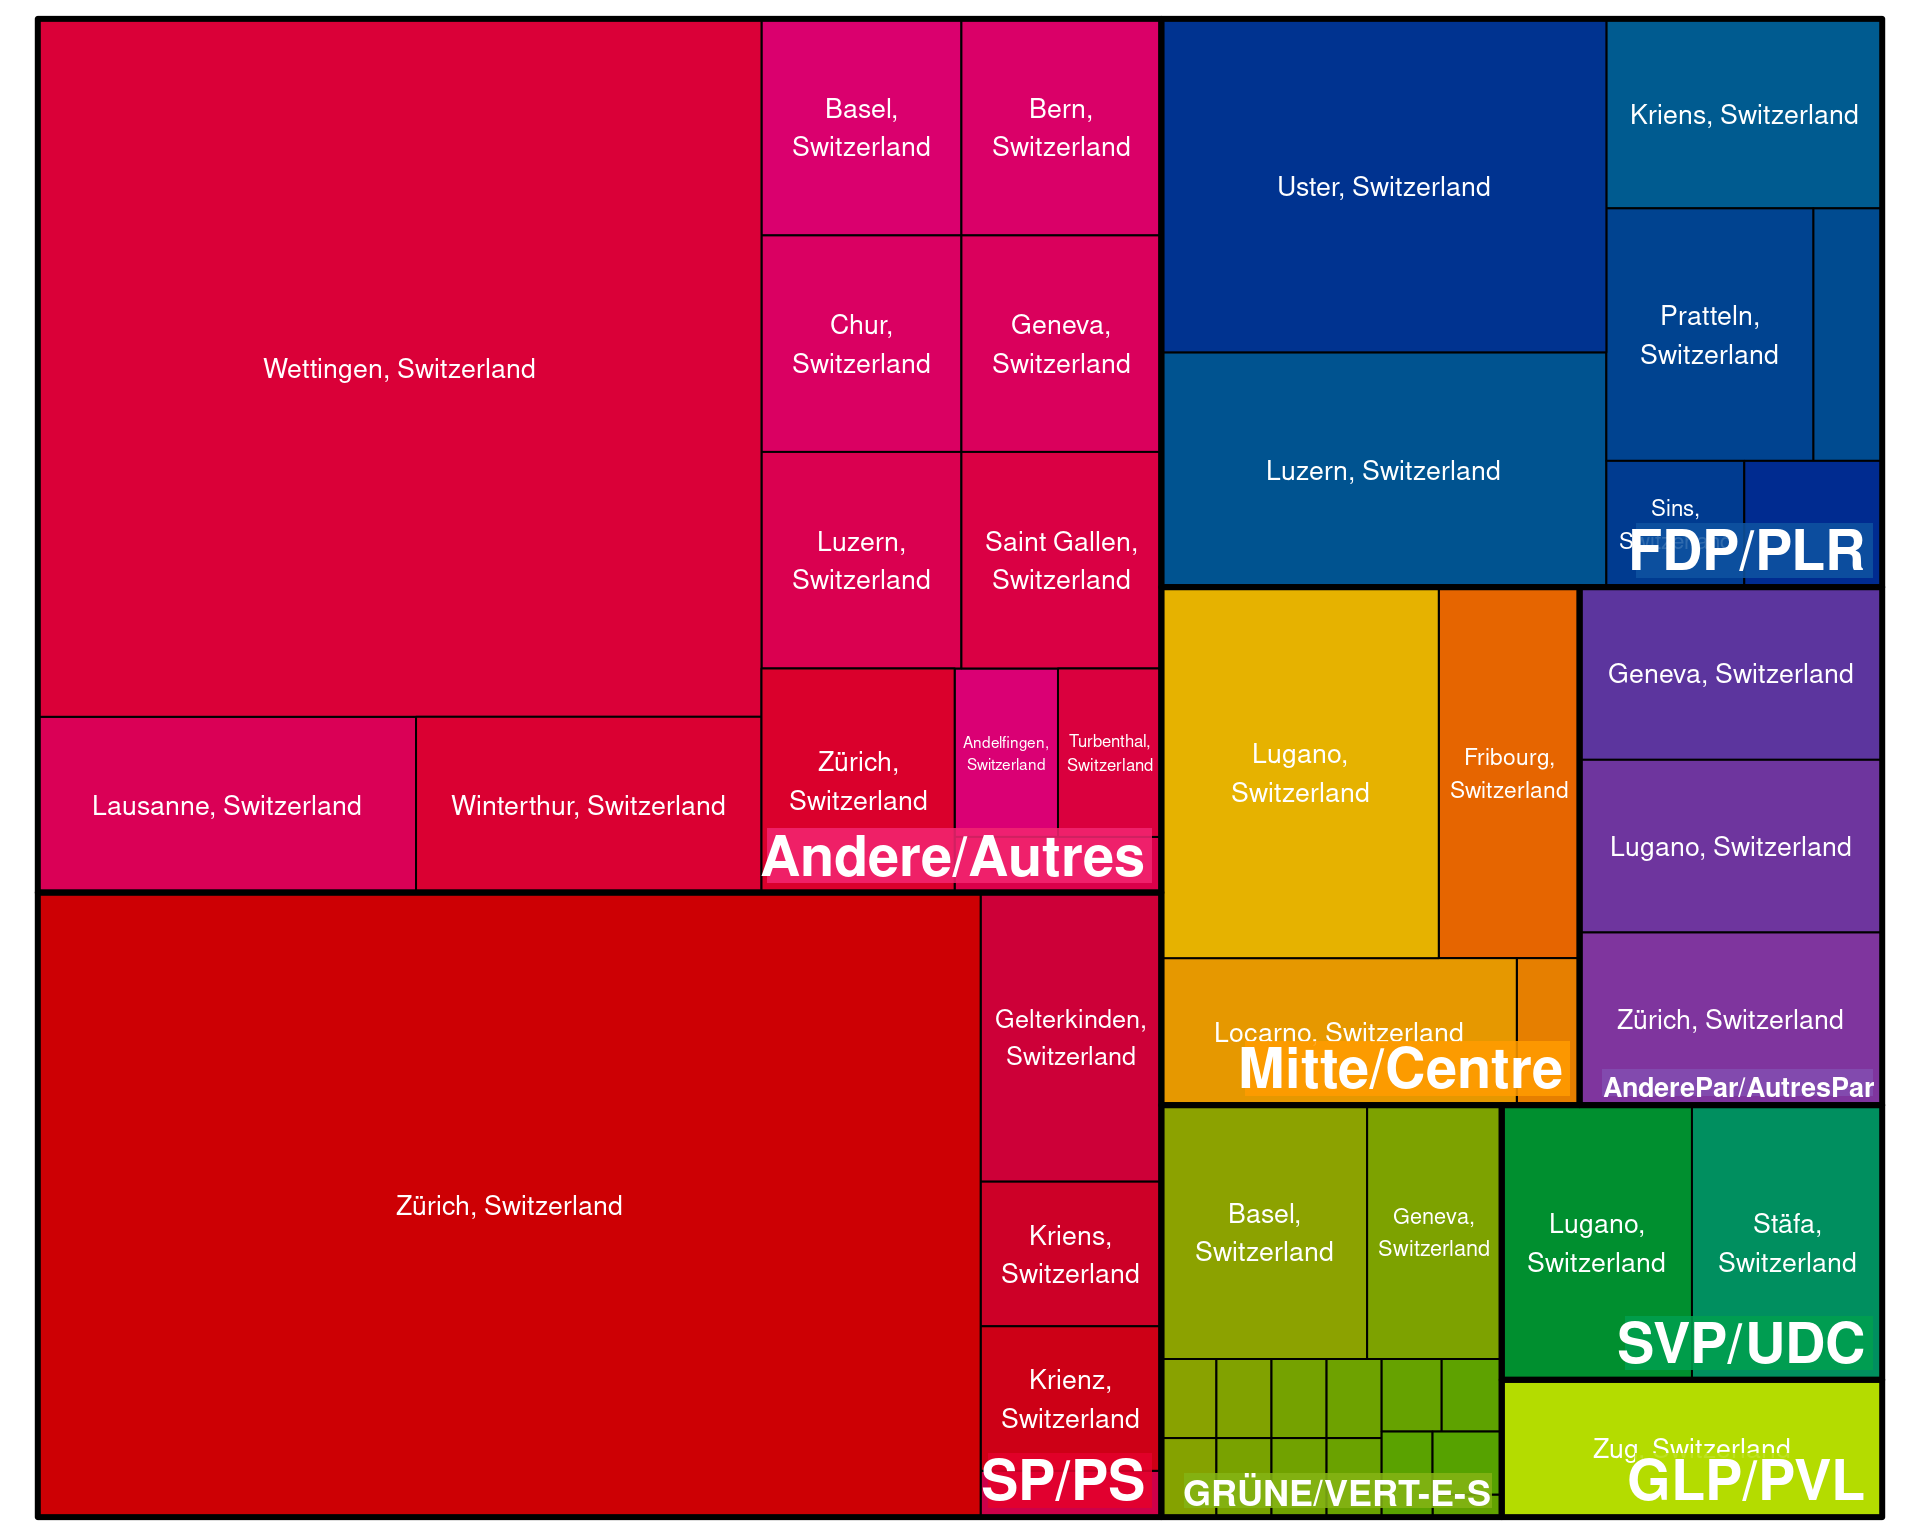 Wettingen, Switzerland
Basel,
Switzerland
Bern,
Switzerland
Chur,
Switzerland
Geneva,
Switzerland
Luzern,
Switzerland
Saint Gallen,
Switzerland
Lausanne, Switzerland
Winterthur, Switzerland
Zürich,
Switzerland
Andelfingen,
Switzerland
Turbenthal,
Switzerland
Andere/Autres
Zürich, Switzerland
Gelterkinden,
Switzerland
Kriens,
Switzerland
Krienz,
Switzerland
SP/PS
Uster, Switzerland
Kriens, Switzerland
Luzern, Switzerland
Pratteln,
Switzerland
Sins,
Switzerland
FDP/PLR
Lugano,
Switzerland
Fribourg,
Switzerland
Locarno, Switzerland
Mitte/Centre
Geneva, Switzerland
Lugano, Switzerland
Zürich, Switzerland
AnderePar/AutresPar
Basel,
Switzerland
Geneva,
Switzerland
GRÜNE/VERT-E-S
Lugano,
Switzerland
Stäfa,
Switzerland
SVP/UDC
Zug, Switzerland
GLP/PVL